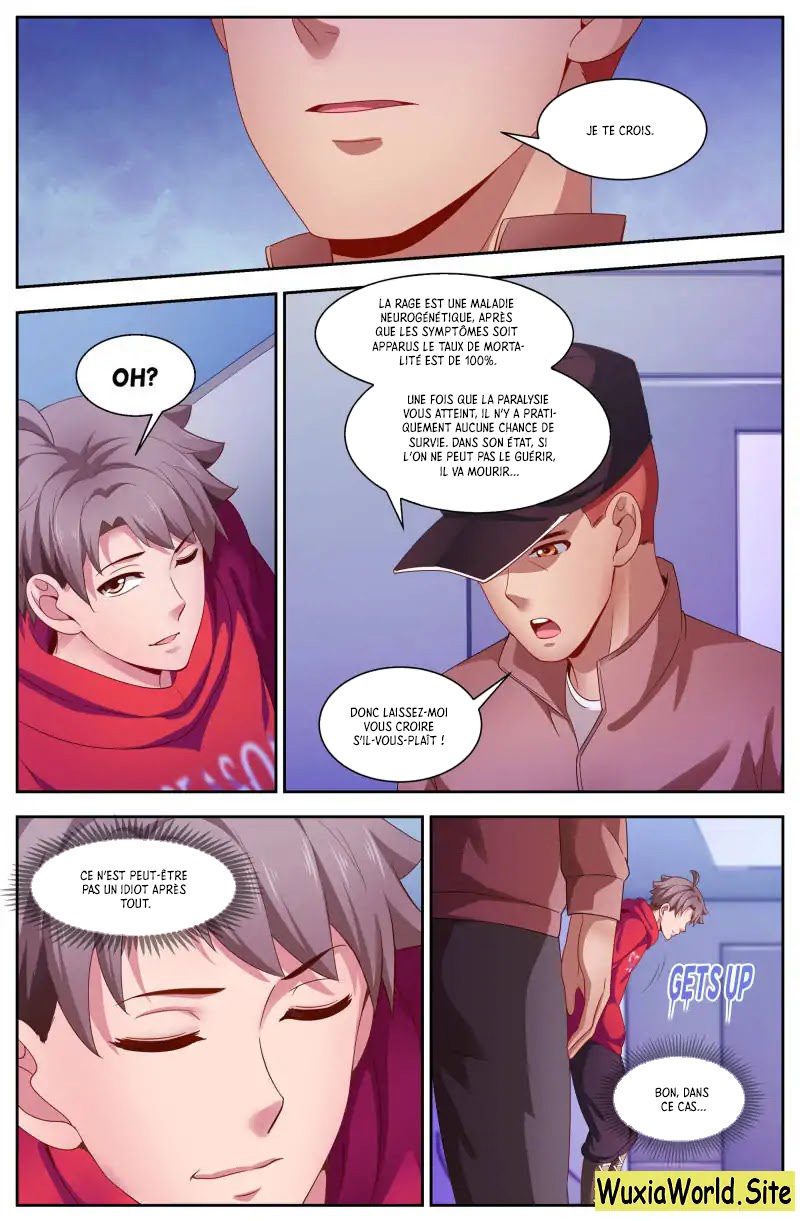 JE TE CROIS.
OH?
LA RAGE EST UNE MALADIE
NEUROGÉNÉTIQUE, APRÈS
QUE LES SYMPTÔMES SOIT
APPARUS LE TAUX DE MORTA-
LITÉ EST DE 100%.
UNE FOIS QUE LA PARALYSIE
VOUS ATTEINT, IL N'Y A PRATI-
QUEMENT AUCUNE CHANCE DE
SURVIE. DANS SON ÉTAT, SI
L'ON NE PEUT PAS LE GUÉRIR,
IL VA MOURIR...
DONC LAISSEZ-MOI
VOUS CROIRE
S'IL-VOUS-PLAÎT !
CE N'EST PEUT-ÊTRE
PAS UN IDIOT APRÈS
TOUT.
GETS UP
BON, DANS
CE CAS...
WuxiaWorld.Site